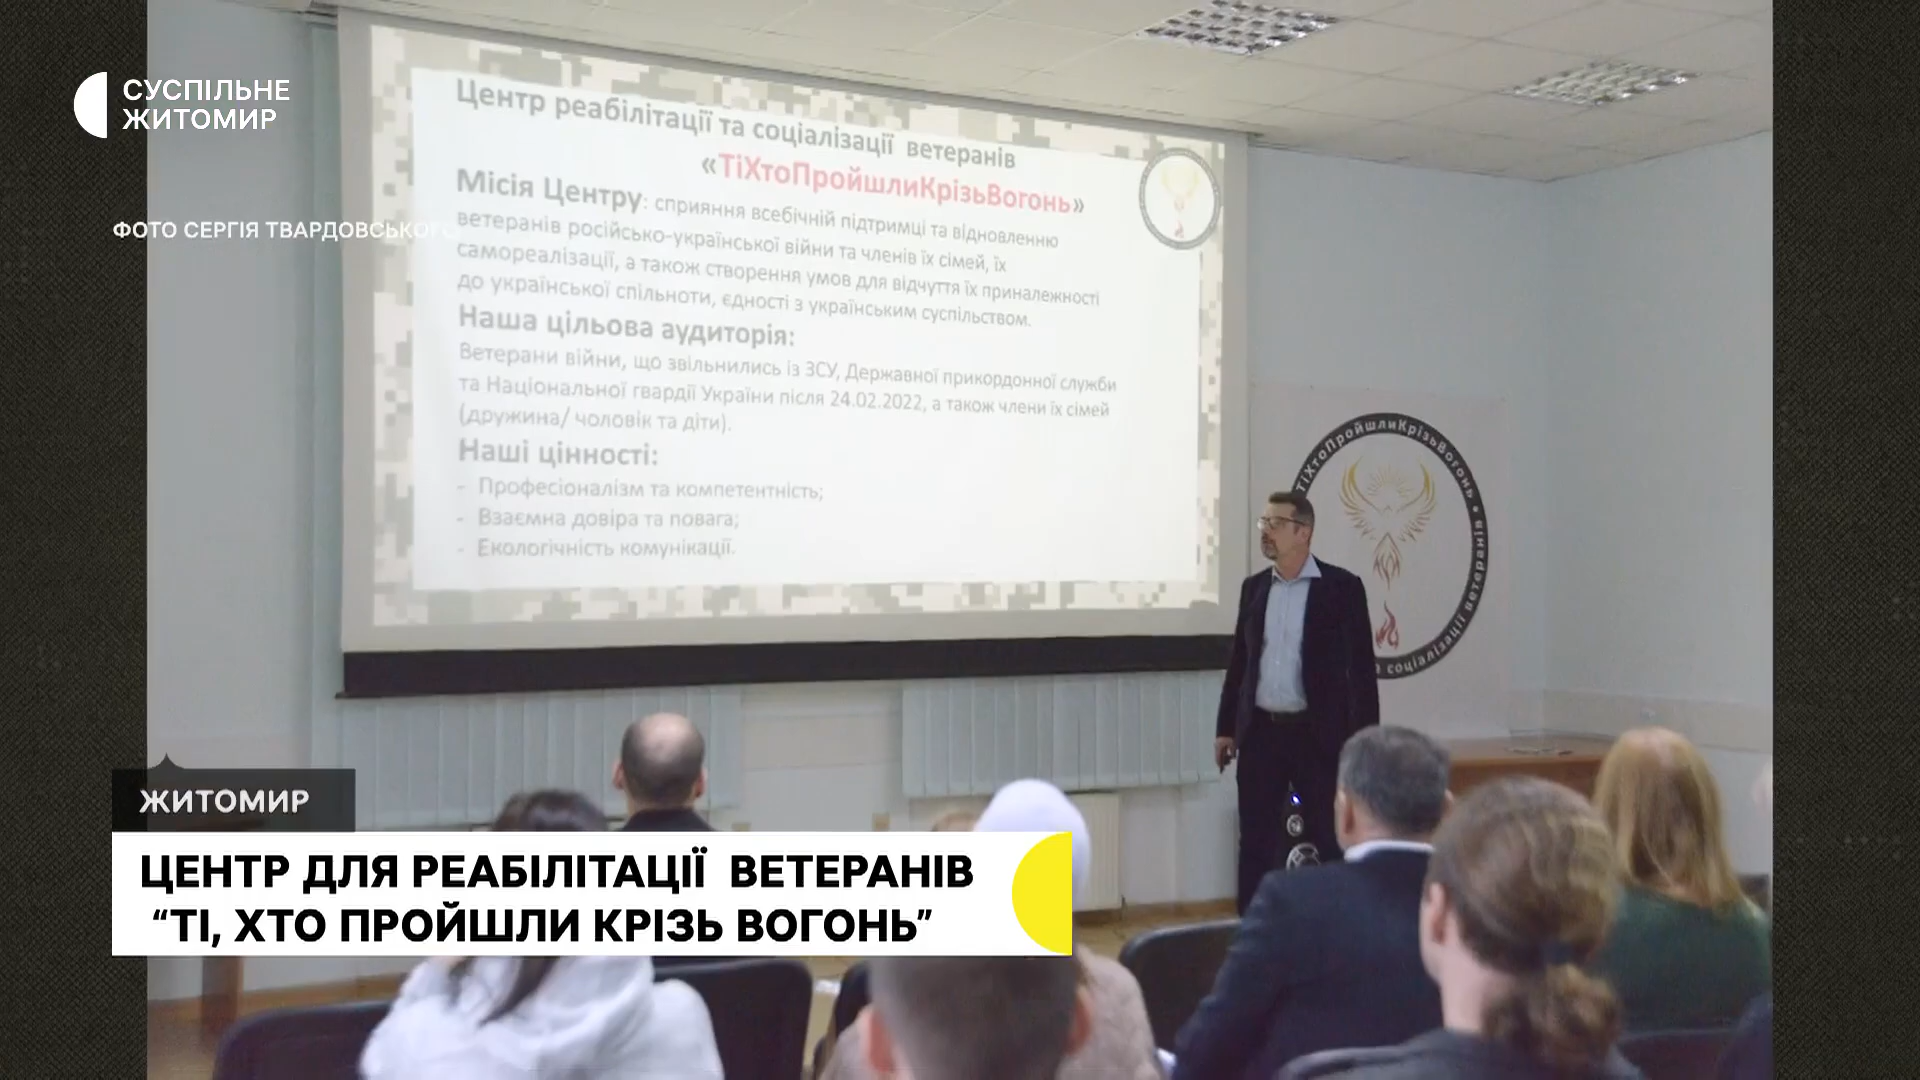 СУСПІЛЬНЕ
ЖИТОМИР
ФОТО СЕРГІЯ ТВАРДОВСЬКОГО
Центр реабілітації та соціалізації ветеранів
«ТіХтоПройшлиКрізьВогонь»
Місія Центру: сприяння всебічній підтримці та відновленню
ветеранів російсько-української війни та членів їх сімей, їх
самореалізації, а також створення умов для відчуття їх приналежності
до української спільноти, єдності з українським суспільством.
Наша цільова аудиторія:
Ветерани війни, що звільнились із ЗСУ, Державної прикордонної служби
та Національної гвардії України після 24.02.2022, а також члени їх сімей
(дружина/ чоловік та діти).
Наші цінності:
- Професіоналізм та компетентність;
- Взаємна довіра та повага;
- Екологічність комунікації.
ТіХтоПройшлиКрізьВогонь •
соціалізації ветеранів
ЖИТОМИР
ЦЕНТР ДЛЯ РЕАБІЛІТАЦІЇ ВЕТЕРАНІВ
“ТІ, ХТО ПРОЙШЛИ КРІЗЬ ВОГОНЬ”